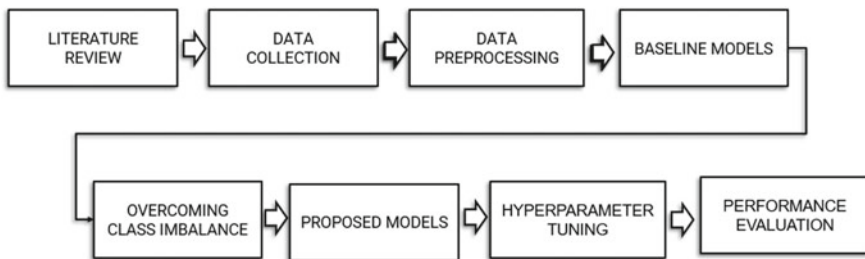 LITERATURE
REVIEW
DATA
COLLECTION
DATA
PREPROCESSING
BASELINE MODELS
OVERCOMING
CLASS IMBALANCE
PROPOSED MODELS
HYPERPARAMETER
TUNING
PERFORMANCE
EVALUATION